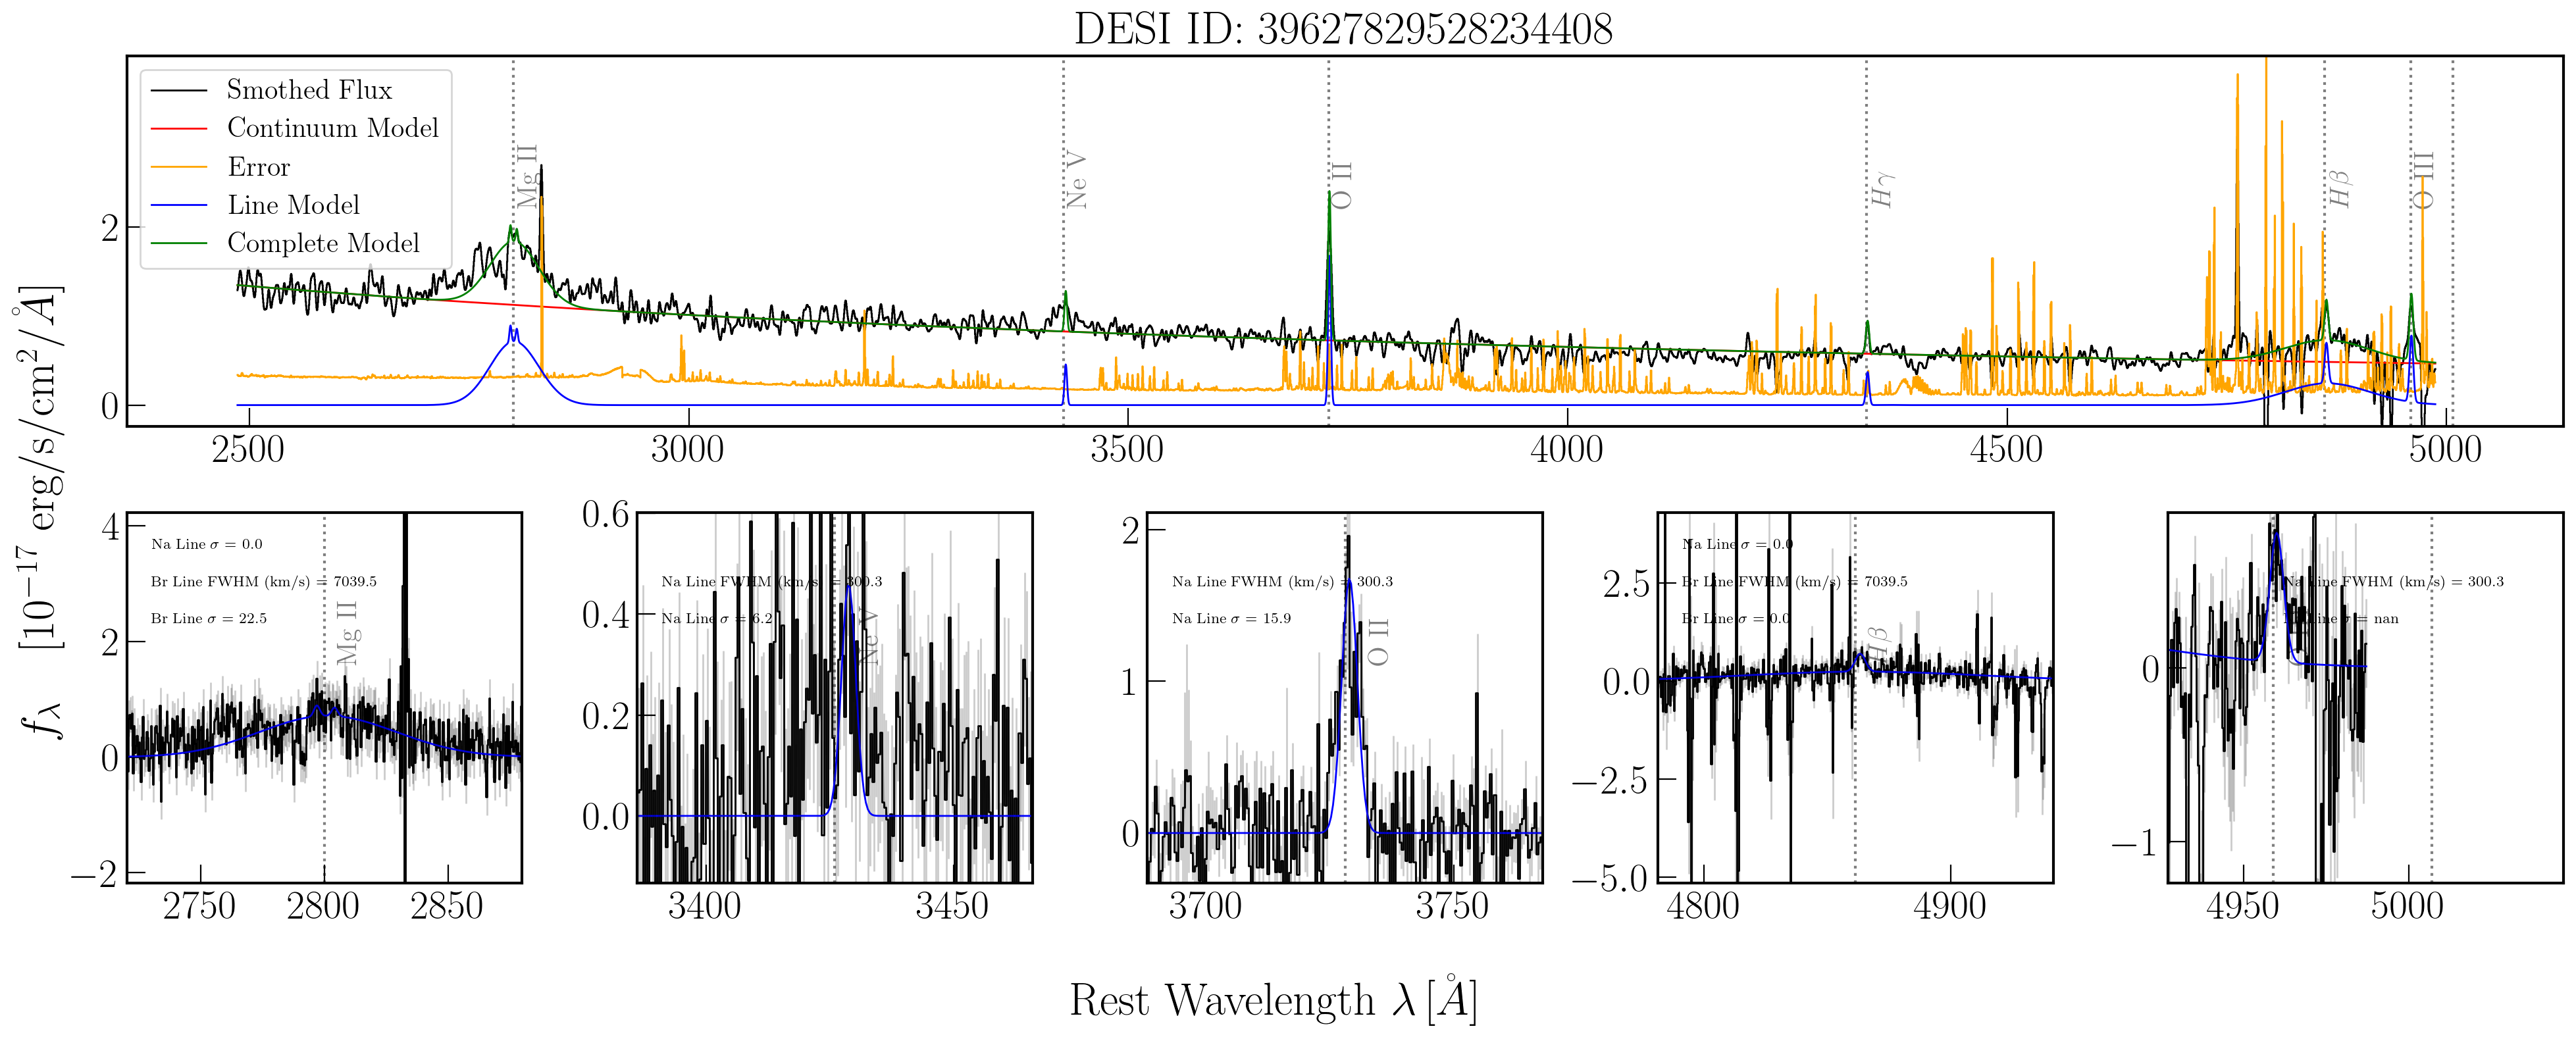 DESI ID: 39627829528234408
Smothed Flux
Continuum Model
Error
Line Model
Complete Model
Mg II
Ne V
O II
Hγ
Hβ
O III
2
0
2500 3000 3500 4000 4500 5000
f_λ [10^{-17} erg/s/cm^2/Å]
4
2
0
−2
Na Line σ = 0.0
Br Line FWHM (km/s) = 7039.5
Br Line σ = 22.5
Mg II
2750 2800 2850
0.6
0.4
0.2
0.0
Na Line FWHM (km/s) = 300.3
Na Line σ = 6.2
Ne V
3400 3450
2
1
0
Na Line FWHM (km/s) = 300.3
Na Line σ = 15.9
O II
3700 3750
2.5
0.0
−2.5
−5.0
Na Line σ = 0.0
Br Line FWHM (km/s) = 7039.5
Br Line σ = 0.0
Hβ
4800 4900
0
−1
Na Line FWHM (km/s) = 300.3
Na Line σ = nan
4950 5000
Rest Wavelength λ [Å]